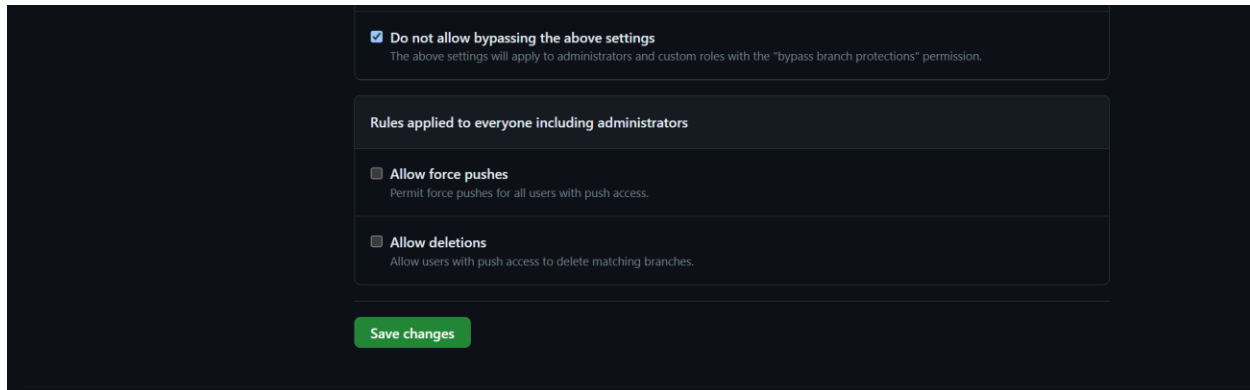 Do not allow bypassing the above settings
The above settings will apply to administrators and custom roles with the "bypass branch protections" permission.
Rules applied to everyone including administrators
Allow force pushes
Permit force pushes for all users with push access.
Allow deletions
Allow users with push access to delete matching branches.
Save changes